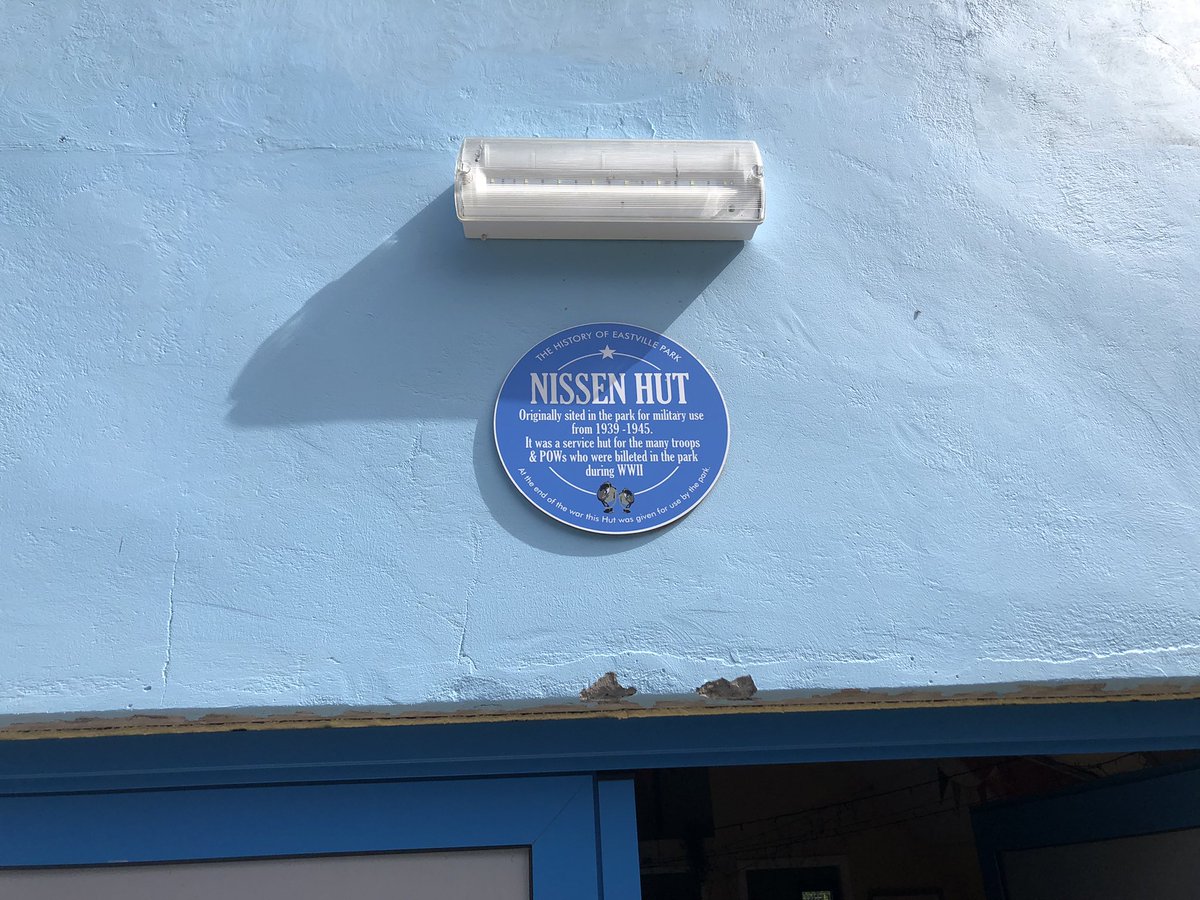 THE HISTORY OF EASTVILLE PARK
NISSEN HUT
Originally sited in the park for military use
from 1939 -1945.
It was a service hut for the many troops
& POWs who were billeted in the park
during WWII
At the end of the war this Hut was given for use by the park